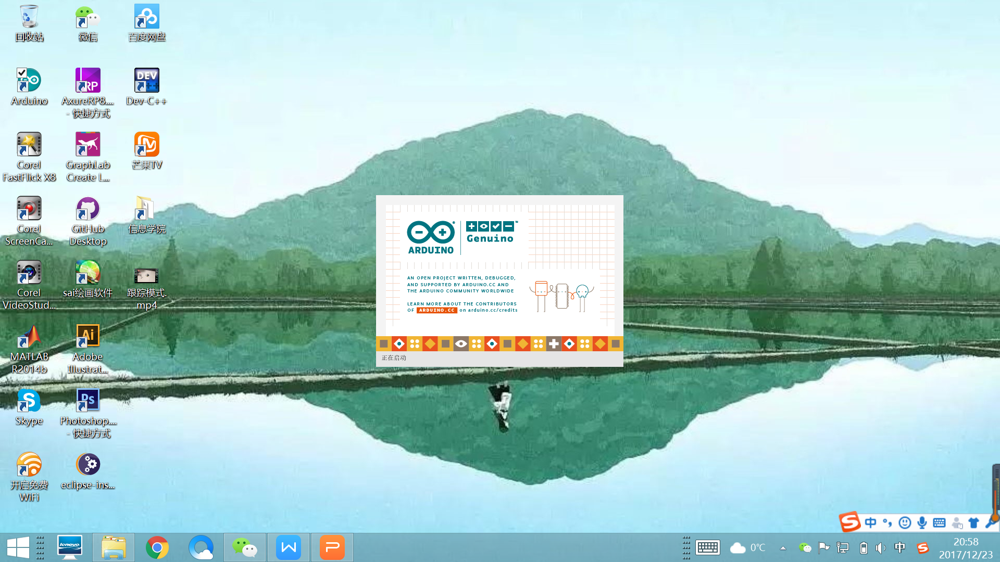 回收站
微信
百度网盘
Arduino
RP
AxureRP8....
- 快捷方式
DEV
Dev-C++
Corel
FastFlick X8
GraphLab
Create L...
芒果TV
Corel
ScreenCa...
GitHub
Desktop
信息学院
Corel
VideoStud...
sai绘画软件
跟踪模式.
mp4
MATLAB
R2014b
Ai
Adobe
Illustrat...
S
Skype
Ps
Photoshop....
- 快捷方式
开启免费
WiFi
eclipse-ins...
ARDUINO
Genuino
AN OPEN PROJECT WRITTEN, DEBUGGED,
AND SUPPORTED BY ARDUINO.CC AND
THE ARDUINO COMMUNITY WORLDWIDE
LEARN MORE ABOUT THE CONTRIBUTORS
OF ARDUINO.CC on arduino.cc/credits
正在启动
S 中
lenovo
W
P
0°C
中
S
20:58
2017/12/23